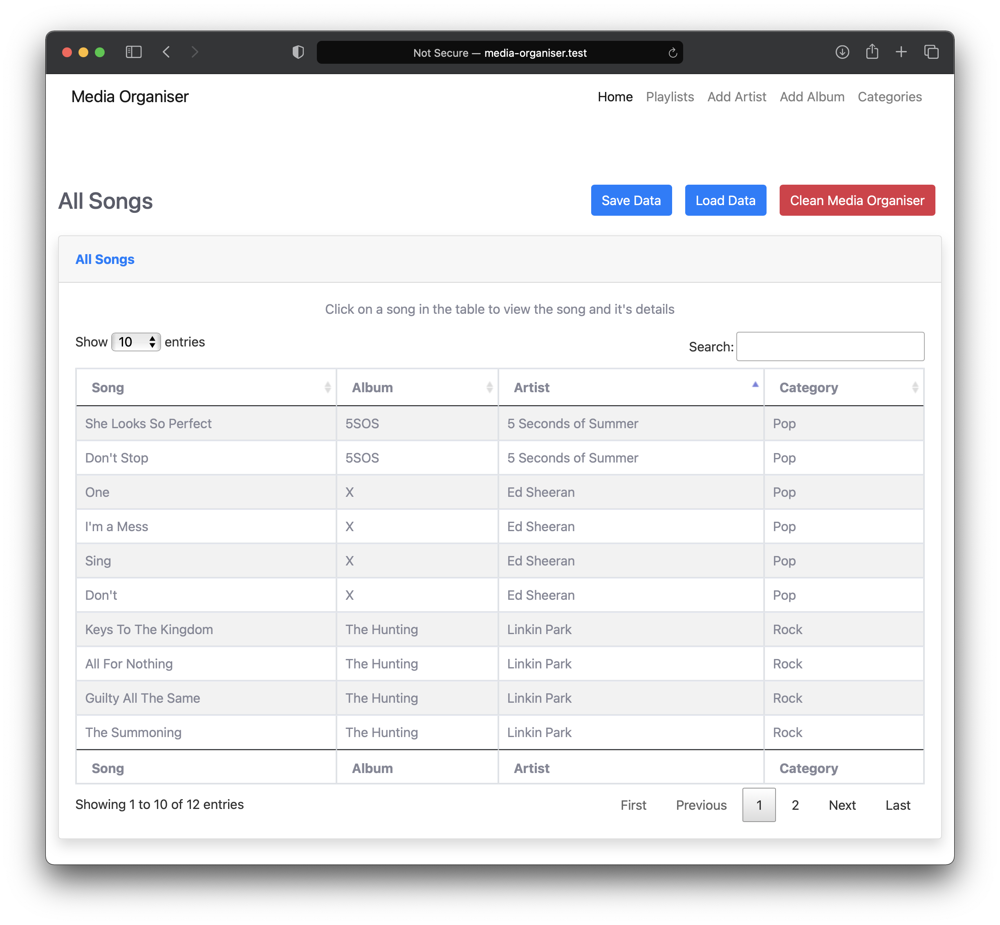 Not Secure — media-organiser.test
Media Organiser Home Playlists Add Artist Add Album Categories
All Songs Save Data Load Data Clean Media Organiser
All Songs
Click on a song in the table to view the song and it's details
Show 10 entries Search:
Song Album Artist Category
She Looks So Perfect 5SOS 5 Seconds of Summer Pop
Don't Stop 5SOS 5 Seconds of Summer Pop
One X Ed Sheeran Pop
I'm a Mess X Ed Sheeran Pop
Sing X Ed Sheeran Pop
Don't X Ed Sheeran Pop
Keys To The Kingdom The Hunting Linkin Park Rock
All For Nothing The Hunting Linkin Park Rock
Guilty All The Same The Hunting Linkin Park Rock
The Summoning The Hunting Linkin Park Rock
Song Album Artist Category
Showing 1 to 10 of 12 entries First Previous 1 2 Next Last